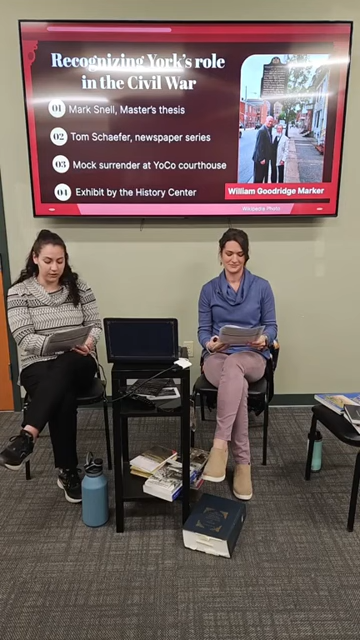 Recognizing York's role
in the Civil War
01 Mark Snell, Master's thesis
02 Tom Schaefer, newspaper series
03 Mock surrender at YoCo courthouse
04 Exhibit by the History Center
William Goodridge Marker
Wikipedia Photo